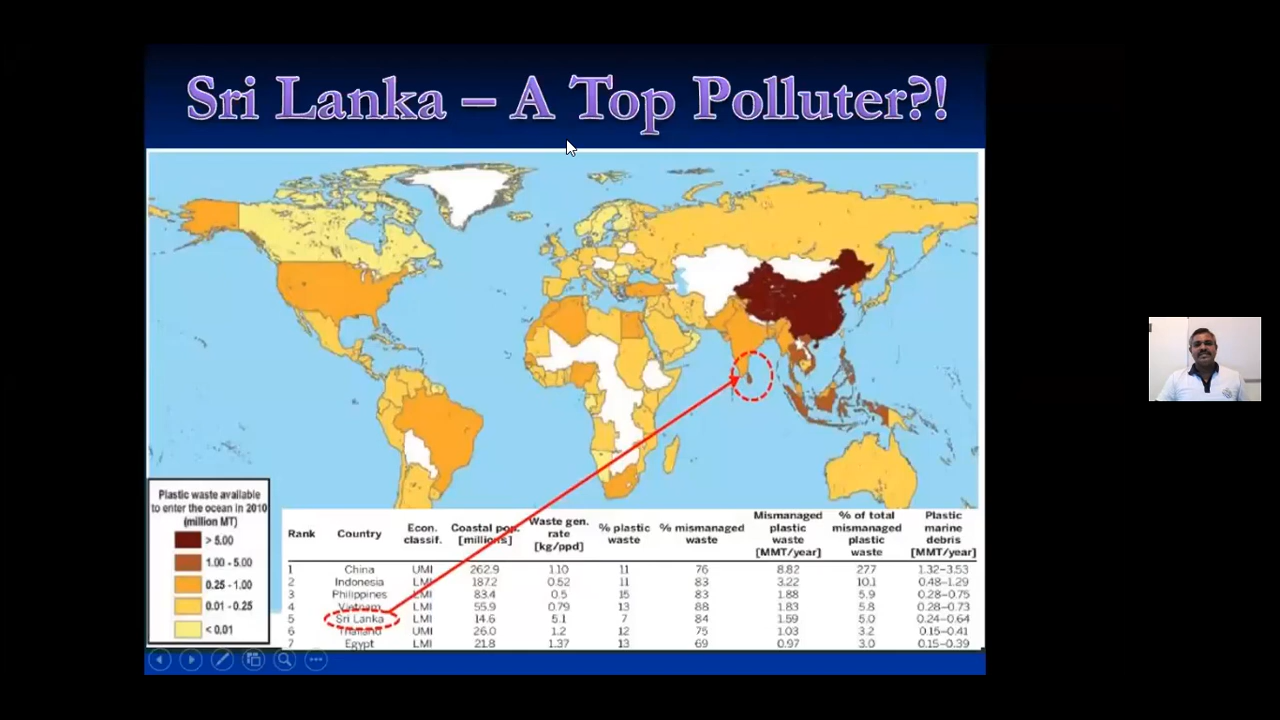 Sri Lanka – A Top Polluter?!
Plastic waste available
to enter the ocean in 2010
(million MT)
> 5.00
1.00 - 5.00
0.25 - 1.00
0.01 - 0.25
< 0.01
Rank Country Econ. classif. Coastal pop. [millions] Waste gen. rate [kg/ppd] % plastic waste % mismanaged waste Mismanaged plastic waste [MMT/year] % of total mismanaged plastic waste Plastic marine debris [MMT/year]
1 China UMI 262.9 1.10 11 76 8.82 27.7 1.32–3.53
2 Indonesia LMI 187.2 0.52 11 83 3.22 10.1 0.48–1.29
3 Philippines LMI 83.4 0.5 15 83 1.88 5.9 0.28–0.75
4 Vietnam LMI 55.9 0.79 13 88 1.83 5.8 0.28–0.73
5 Sri Lanka LMI 14.6 5.1 7 84 1.59 5.0 0.24–0.64
6 Thailand UMI 26.0 1.2 12 75 1.03 3.2 0.15–0.41
7 Egypt LMI 21.8 1.37 13 69 0.97 3.0 0.15–0.39